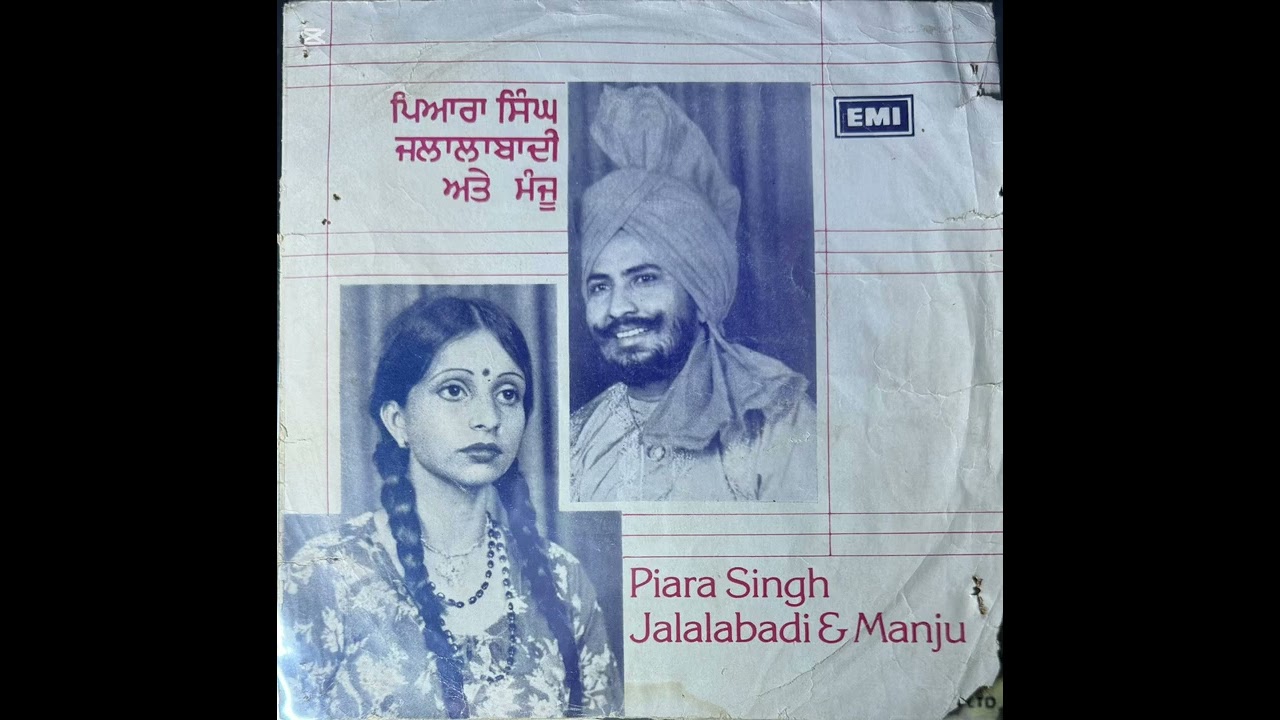 ਪਿਆਰਾ ਸਿੰਘ
ਜਲਾਲਾਬਾਦੀ
ਅਤੇ ਮੰਜੂ
EMI
Piara Singh
Jalalabadi & Manju